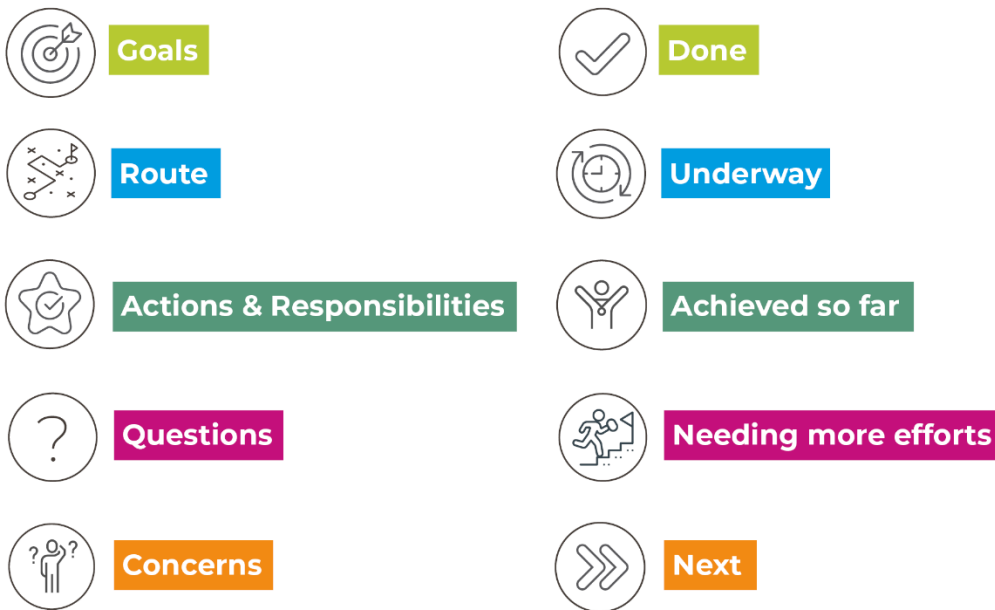 Goals
Done
Route
Underway
Actions & Responsibilities
Achieved so far
?
Questions
Needing more efforts
? ?
Concerns
Next